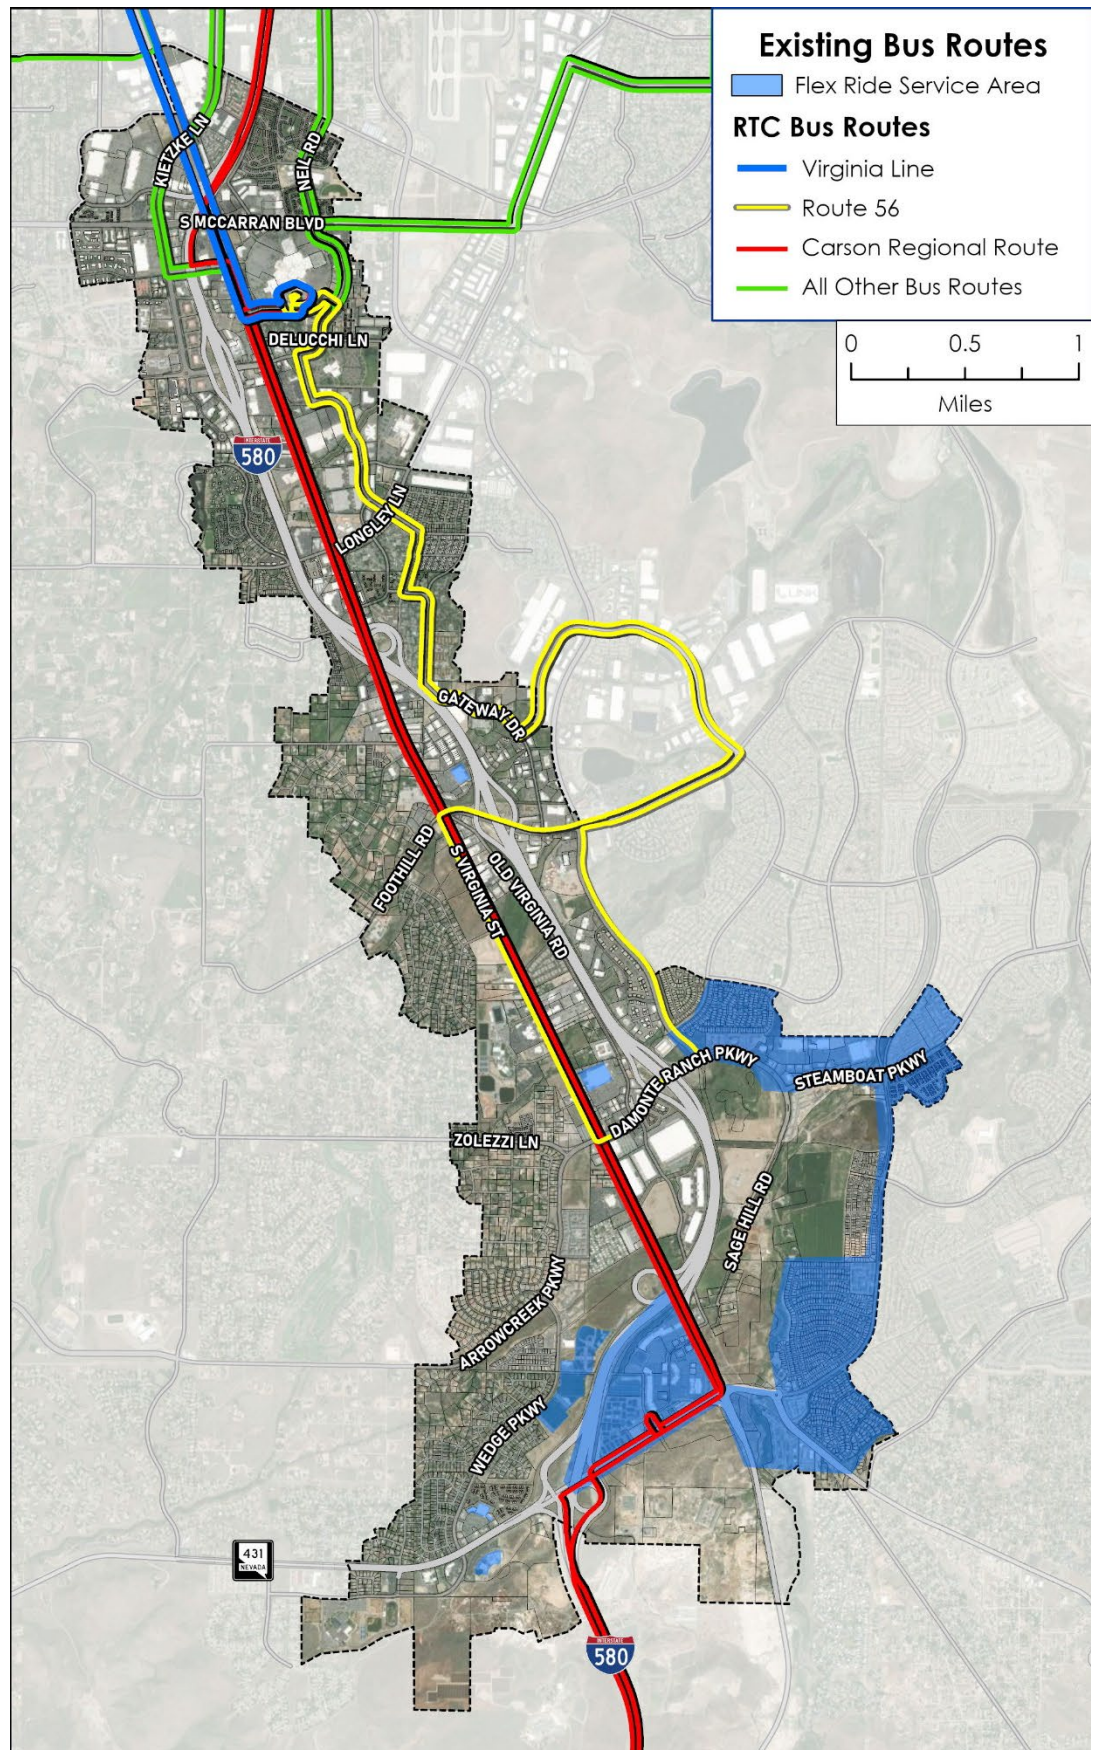 Existing Bus Routes
Flex Ride Service Area
RTC Bus Routes
Virginia Line
Route 56
Carson Regional Route
All Other Bus Routes
0 0.5 1
Miles
KIETZKE LN
NEIL RD
S MCCARRAN BLVD
DELUCCHI LN
INTERSTATE
580
LONGLEY LN
GATEWAY DR
FOOTHILL RD
S VIRGINIA ST
OLD VIRGINIA RD
DAMONTE RANCH PKWY
STEAMBOAT PKWY
ZOLEZZI LN
SAGE HILL RD
ARROWCREEK PKWY
WEDGE PKWY
431
NEVADA
INTERSTATE
580